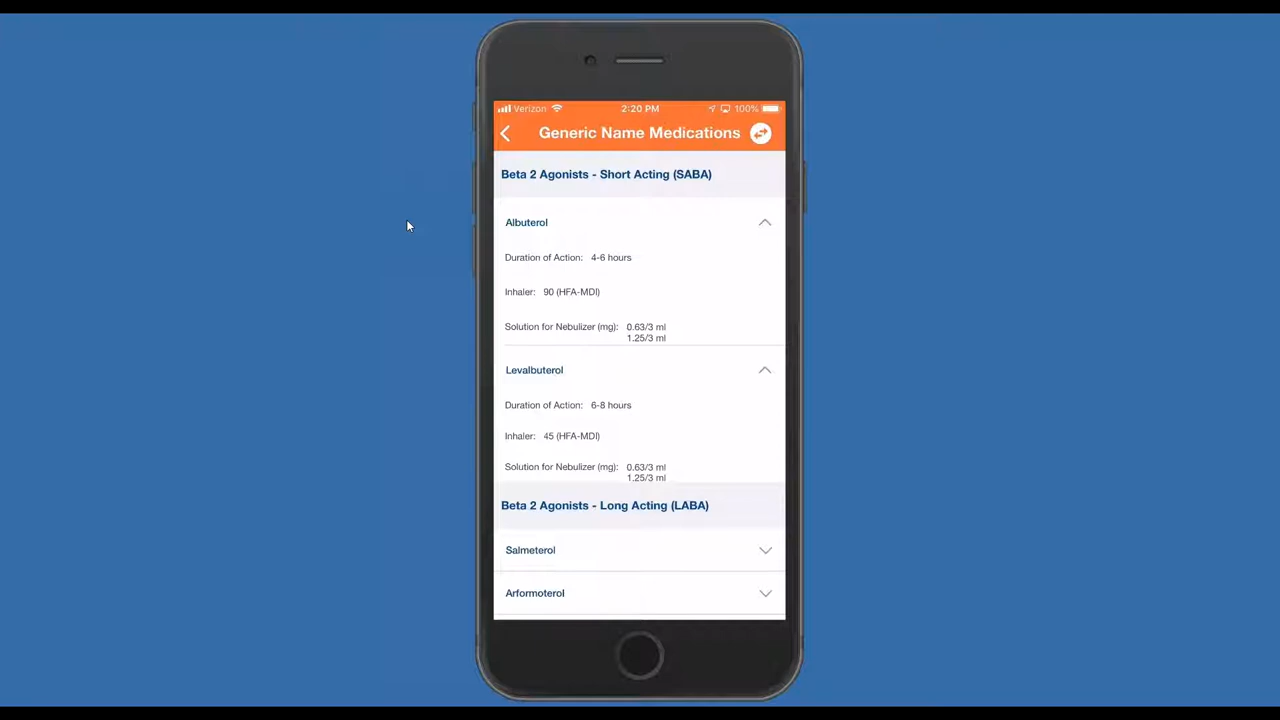 Verizon 2:20 PM 100%
Generic Name Medications
Beta 2 Agonists - Short Acting (SABA)
Albuterol
Duration of Action: 4-6 hours
Inhaler: 90 (HFA-MDI)
Solution for Nebulizer (mg): 0.63/3 ml
1.25/3 ml
Levalbuterol
Duration of Action: 6-8 hours
Inhaler: 45 (HFA-MDI)
Solution for Nebulizer (mg): 0.63/3 ml
1.25/3 ml
Beta 2 Agonists - Long Acting (LABA)
Salmeterol
Arformoterol